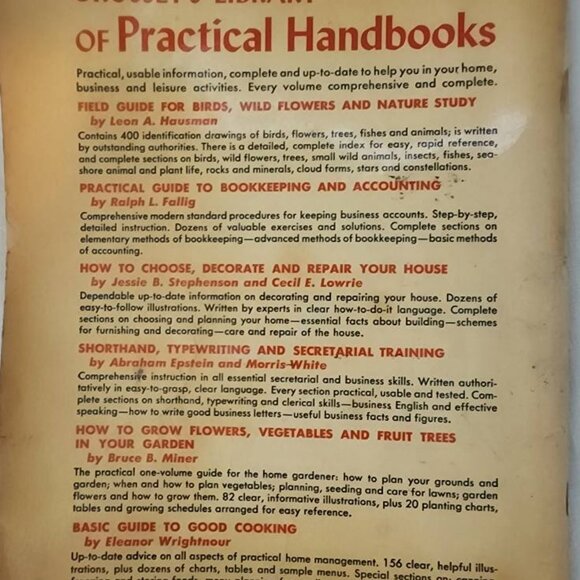 GROSSET'S LIBRARY
OF Practical Handbooks
Practical, usable information, complete and up-to-date to help you in your home,
business and leisure activities. Every volume comprehensive and complete.
FIELD GUIDE FOR BIRDS, WILD FLOWERS AND NATURE STUDY
by Leon A. Hausman
Contains 400 identification drawings of birds, flowers, trees, fishes and animals; is written
by outstanding authorities. There is a detailed, complete index for easy, rapid reference,
and complete sections on birds, wild flowers, trees, small wild animals, insects, fishes, sea-
shore animal and plant life, rocks and minerals, cloud forms, stars and constellations.
PRACTICAL GUIDE TO BOOKKEEPING AND ACCOUNTING
by Ralph L. Fallig
Comprehensive modern standard procedures for keeping business accounts. Step-by-step,
detailed instruction. Dozens of valuable exercises and solutions. Complete sections on
elementary methods of bookkeeping—advanced methods of bookkeeping—basic methods
of accounting.
HOW TO CHOOSE, DECORATE AND REPAIR YOUR HOUSE
by Jessie B. Stephenson and Cecil E. Lowrie
Dependable up-to-date information on decorating and repairing your house. Dozens of
easy-to-follow illustrations. Written by experts in clear how-to-do-it language. Complete
sections on choosing and planning your home—essential facts about building—schemes
for furnishing and decorating—care and repair of the house.
SHORTHAND, TYPEWRITING AND SECRETARIAL TRAINING
by Abraham Epstein and Morris White
Comprehensive instruction in all essential secretarial and business skills. Written authori-
tatively in easy-to-grasp, clear language. Every section practical, usable and tested. Com-
plete sections on shorthand, typewriting and clerical skills—business English and effective
speaking—how to write good business letters—useful business facts and figures.
HOW TO GROW FLOWERS, VEGETABLES AND FRUIT TREES
IN YOUR GARDEN
by Bruce B. Miner
The practical one-volume guide for the home gardener: how to plan your grounds and
garden; when and how to plan vegetables; planning, seeding and care for lawns; garden
flowers and how to grow them. 82 clear, informative illustrations, plus 20 planting charts,
tables and growing schedules arranged for easy reference.
BASIC GUIDE TO GOOD COOKING
by Eleanor Wrightnour
Up-to-date advice on all aspects of practical home management. 156 clear, helpful illus-
trations, plus dozens of charts, tables and sample menus. Special sections on: canning